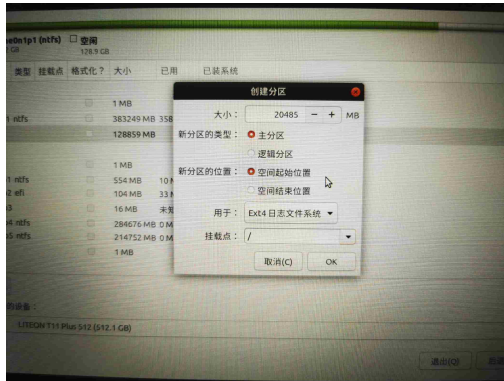 (ntfs) 空闲
128.9 GB
类型 挂载点 格式化? 大小 已用 已装系统
1 MB
ntfs 383249 MB 358
128859 MB
1 MB
ntfs 554 MB
efi 104 MB
16 MB
ntfs 284676 MB 0 M
ntfs 214752 MB 0 M
1 MB
创建分区
大小: 20485 - + MB
新分区的类型: 主分区
逻辑分区
新分区的位置: 空间起始位置
空间结束位置
用于: Ext4 日志文件系统
挂载点: /
取消(C) OK
LITEON T11 Plus 512 (512.1 GB)
退出(Q)